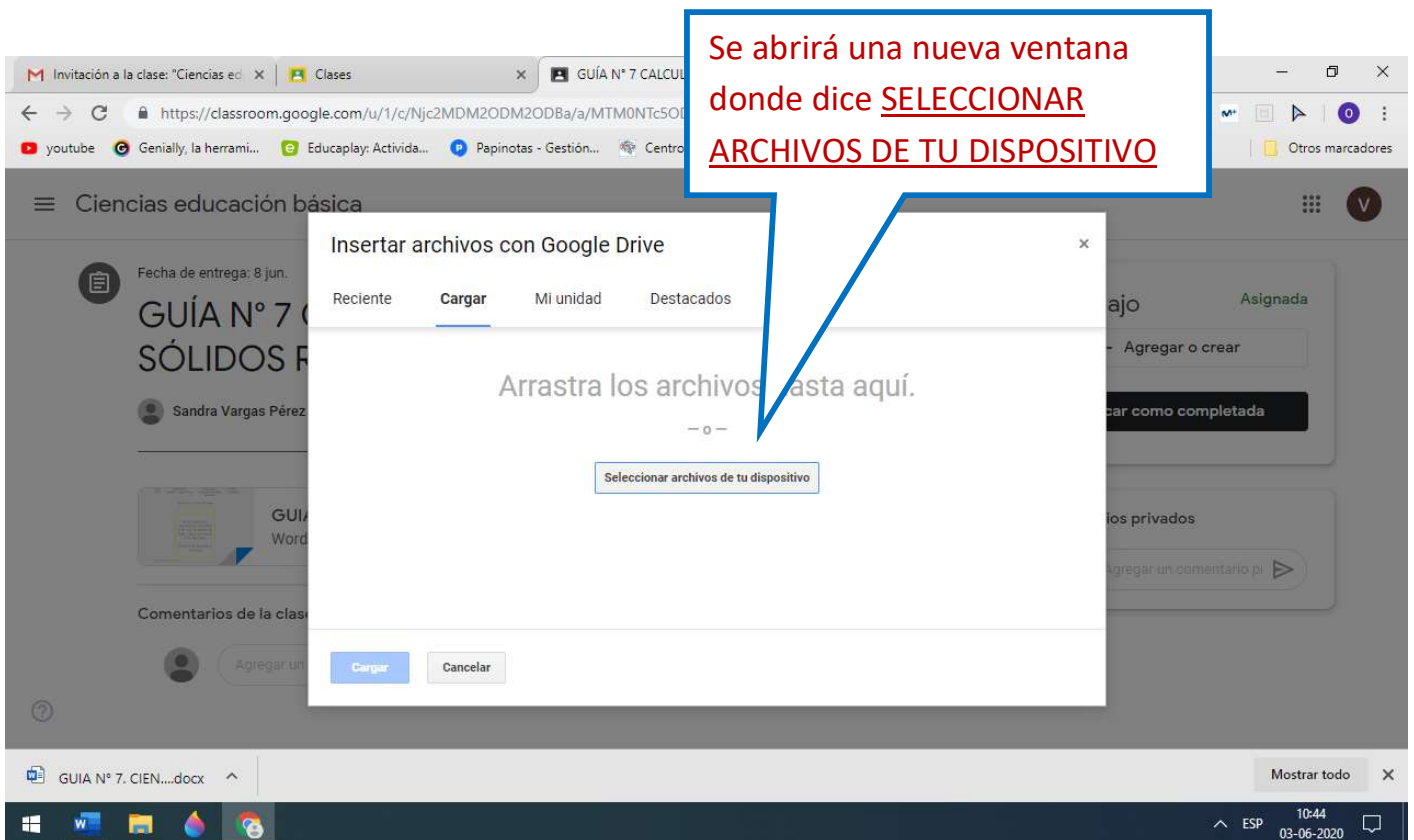 Se abrirá una nueva ventana
donde dice SELECCIONAR
ARCHIVOS DE TU DISPOSITIVO
Invitación a la clase: "Ciencias ed
Clases
GUÍA N° 7 CALCUL
https://classroom.google.com/u/1/c/Njc2MDM2ODM2ODBa/a/MTM0NTc5OD
O
youtube
Genially, la herrami...
Educaplay: Activida...
Papinotas - Gestión...
Centro
Otros marcadores
Ciencias educación básica
V
Insertar archivos con Google Drive
Reciente Cargar Mi unidad Destacados
Arrastra los archivos hasta aquí.
— o —
Seleccionar archivos de tu dispositivo
Cargar Cancelar
Fecha de entrega: 8 jun.
GUÍA N° 7
SÓLIDOS R
Sandra Vargas Pérez
GUIA
Word
Comentarios de la clase
Agregar un
ajo Asignada
Agregar o crear
car como completada
ios privados
Agregar un comentario pi
GUIA N° 7. CIEN....docx
Mostrar todo
ESP
10:44
03-06-2020